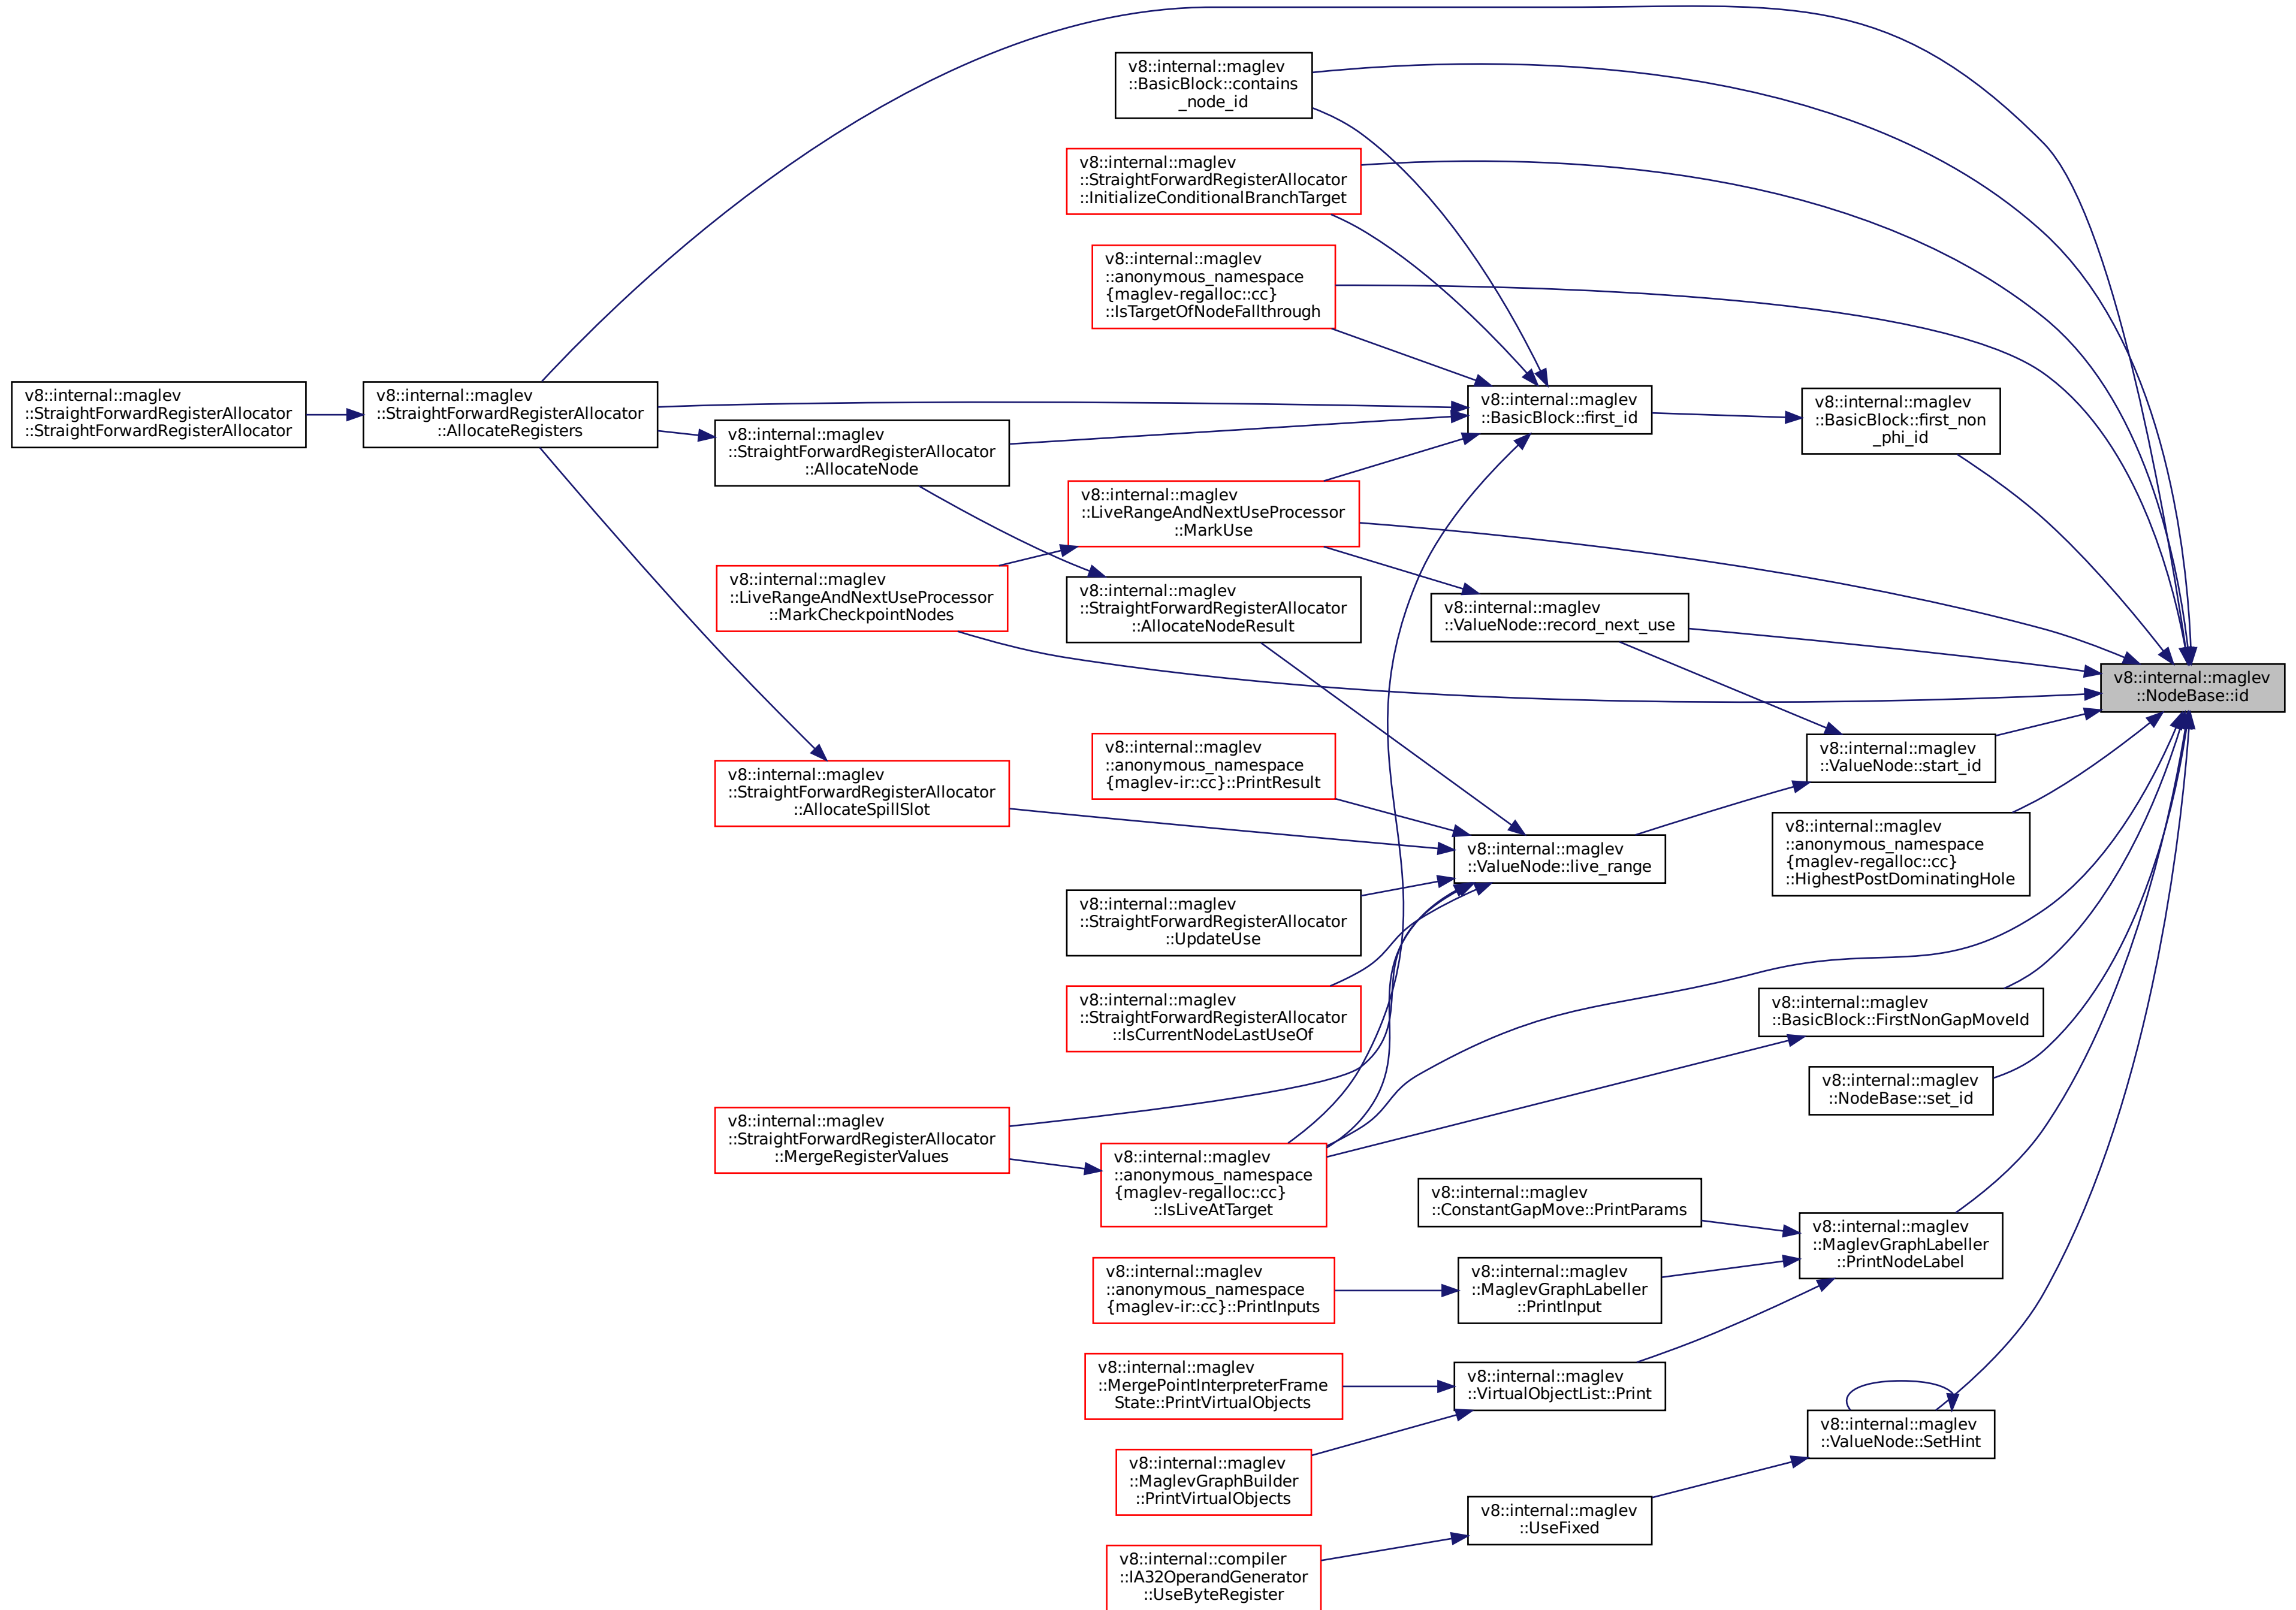 v8::internal::maglev
::BasicBlock::contains
_node_id
v8::internal::maglev
::StraightForwardRegisterAllocator
::InitializeConditionalBranchTarget
v8::internal::maglev
::anonymous_namespace
{maglev-regalloc::cc}
::IsTargetOfNodeFallthrough
v8::internal::maglev
::StraightForwardRegisterAllocator
::StraightForwardRegisterAllocator
v8::internal::maglev
::StraightForwardRegisterAllocator
::AllocateRegisters
v8::internal::maglev
::StraightForwardRegisterAllocator
::AllocateNode
v8::internal::maglev
::BasicBlock::first_id
v8::internal::maglev
::BasicBlock::first_non
_phi_id
v8::internal::maglev
::LiveRangeAndNextUseProcessor
::MarkUse
v8::internal::maglev
::LiveRangeAndNextUseProcessor
::MarkCheckpointNodes
v8::internal::maglev
::StraightForwardRegisterAllocator
::AllocateNodeResult
v8::internal::maglev
::ValueNode::record_next_use
v8::internal::maglev
::NodeBase::id
v8::internal::maglev
::ValueNode::start_id
v8::internal::maglev
::anonymous_namespace
{maglev-ir::cc}::PrintResult
v8::internal::maglev
::StraightForwardRegisterAllocator
::AllocateSpillSlot
v8::internal::maglev
::ValueNode::live_range
v8::internal::maglev
::anonymous_namespace
{maglev-regalloc::cc}
::HighestPostDominatingHole
v8::internal::maglev
::StraightForwardRegisterAllocator
::UpdateUse
v8::internal::maglev
::StraightForwardRegisterAllocator
::IsCurrentNodeLastUseOf
v8::internal::maglev
::BasicBlock::FirstNonGapMoveId
v8::internal::maglev
::NodeBase::set_id
v8::internal::maglev
::StraightForwardRegisterAllocator
::MergeRegisterValues
v8::internal::maglev
::anonymous_namespace
{maglev-regalloc::cc}
::IsLiveAtTarget
v8::internal::maglev
::ConstantGapMove::PrintParams
v8::internal::maglev
::MaglevGraphLabeller
::PrintNodeLabel
v8::internal::maglev
::anonymous_namespace
{maglev-ir::cc}::PrintInputs
v8::internal::maglev
::MaglevGraphLabeller
::PrintInput
v8::internal::maglev
::MergePointInterpreterFrame
State::PrintVirtualObjects
v8::internal::maglev
::VirtualObjectList::Print
v8::internal::maglev
::MaglevGraphBuilder
::PrintVirtualObjects
v8::internal::maglev
::ValueNode::SetHint
v8::internal::maglev
::UseFixed
v8::internal::compiler
::IA32OperandGenerator
::UseByteRegister